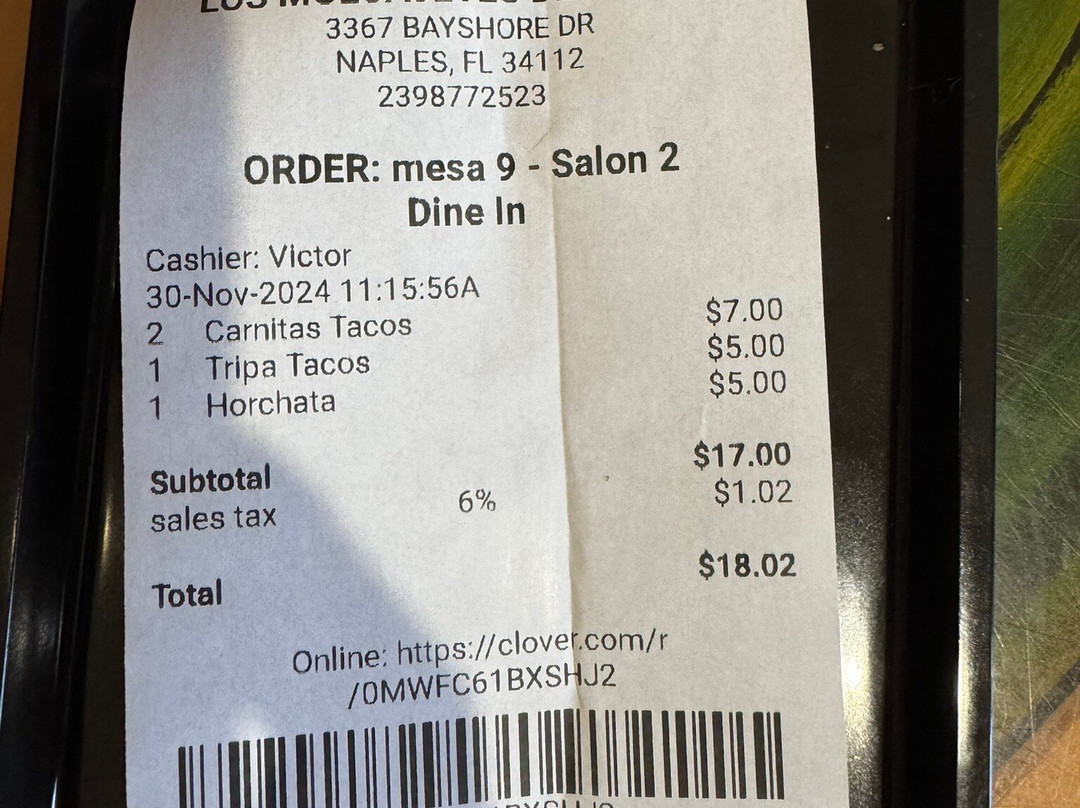 LOS
3367 BAYSHORE DR
NAPLES, FL 34112
2398772523
ORDER: mesa 9 - Salon 2
Dine In
Cashier: Victor
30-Nov-2024 11:15:56A
2 Carnitas Tacos $7.00
1 Tripa Tacos $5.00
1 Horchata $5.00
Subtotal $17.00
sales tax 6% $1.02
Total $18.02
Online: https://clover.com/r
/0MWFC61BXSHJ2